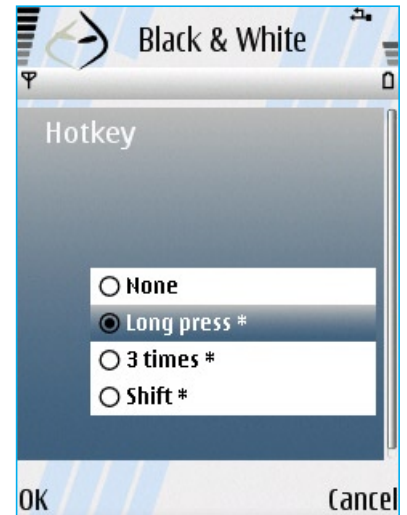 Black & White
Hotkey
None
Long press *
3 times *
Shift *
OK Cancel